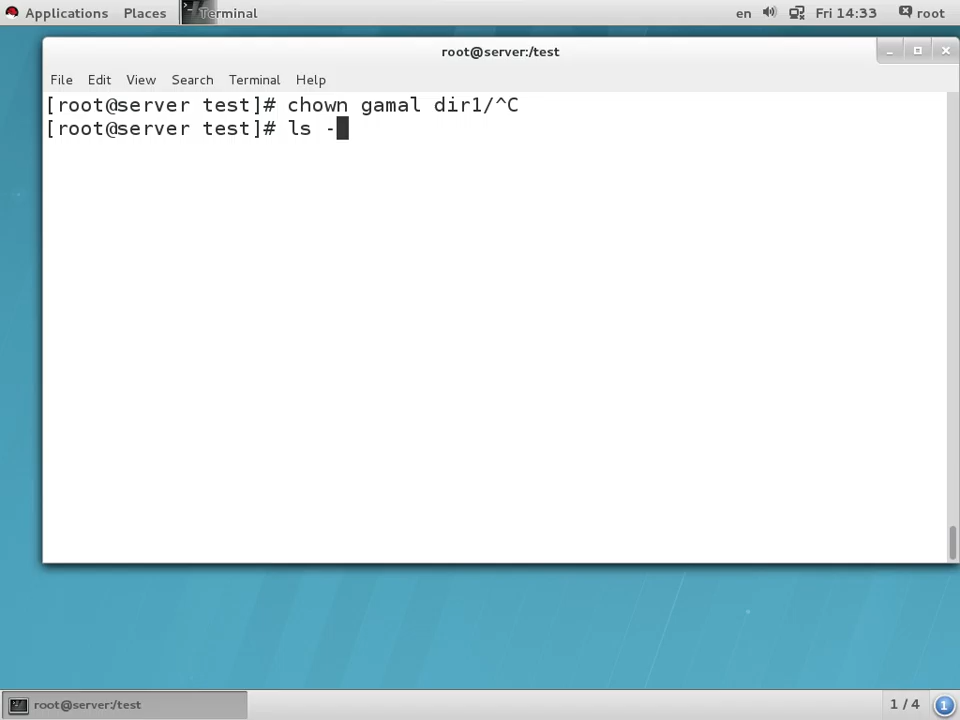 Applications Places Terminal en Fri 14:33 root
root@server:/test
File Edit View Search Terminal Help
[root@server test]# chown gamal dir1/^C
[root@server test]# ls -
root@server:/test 1 / 4 1